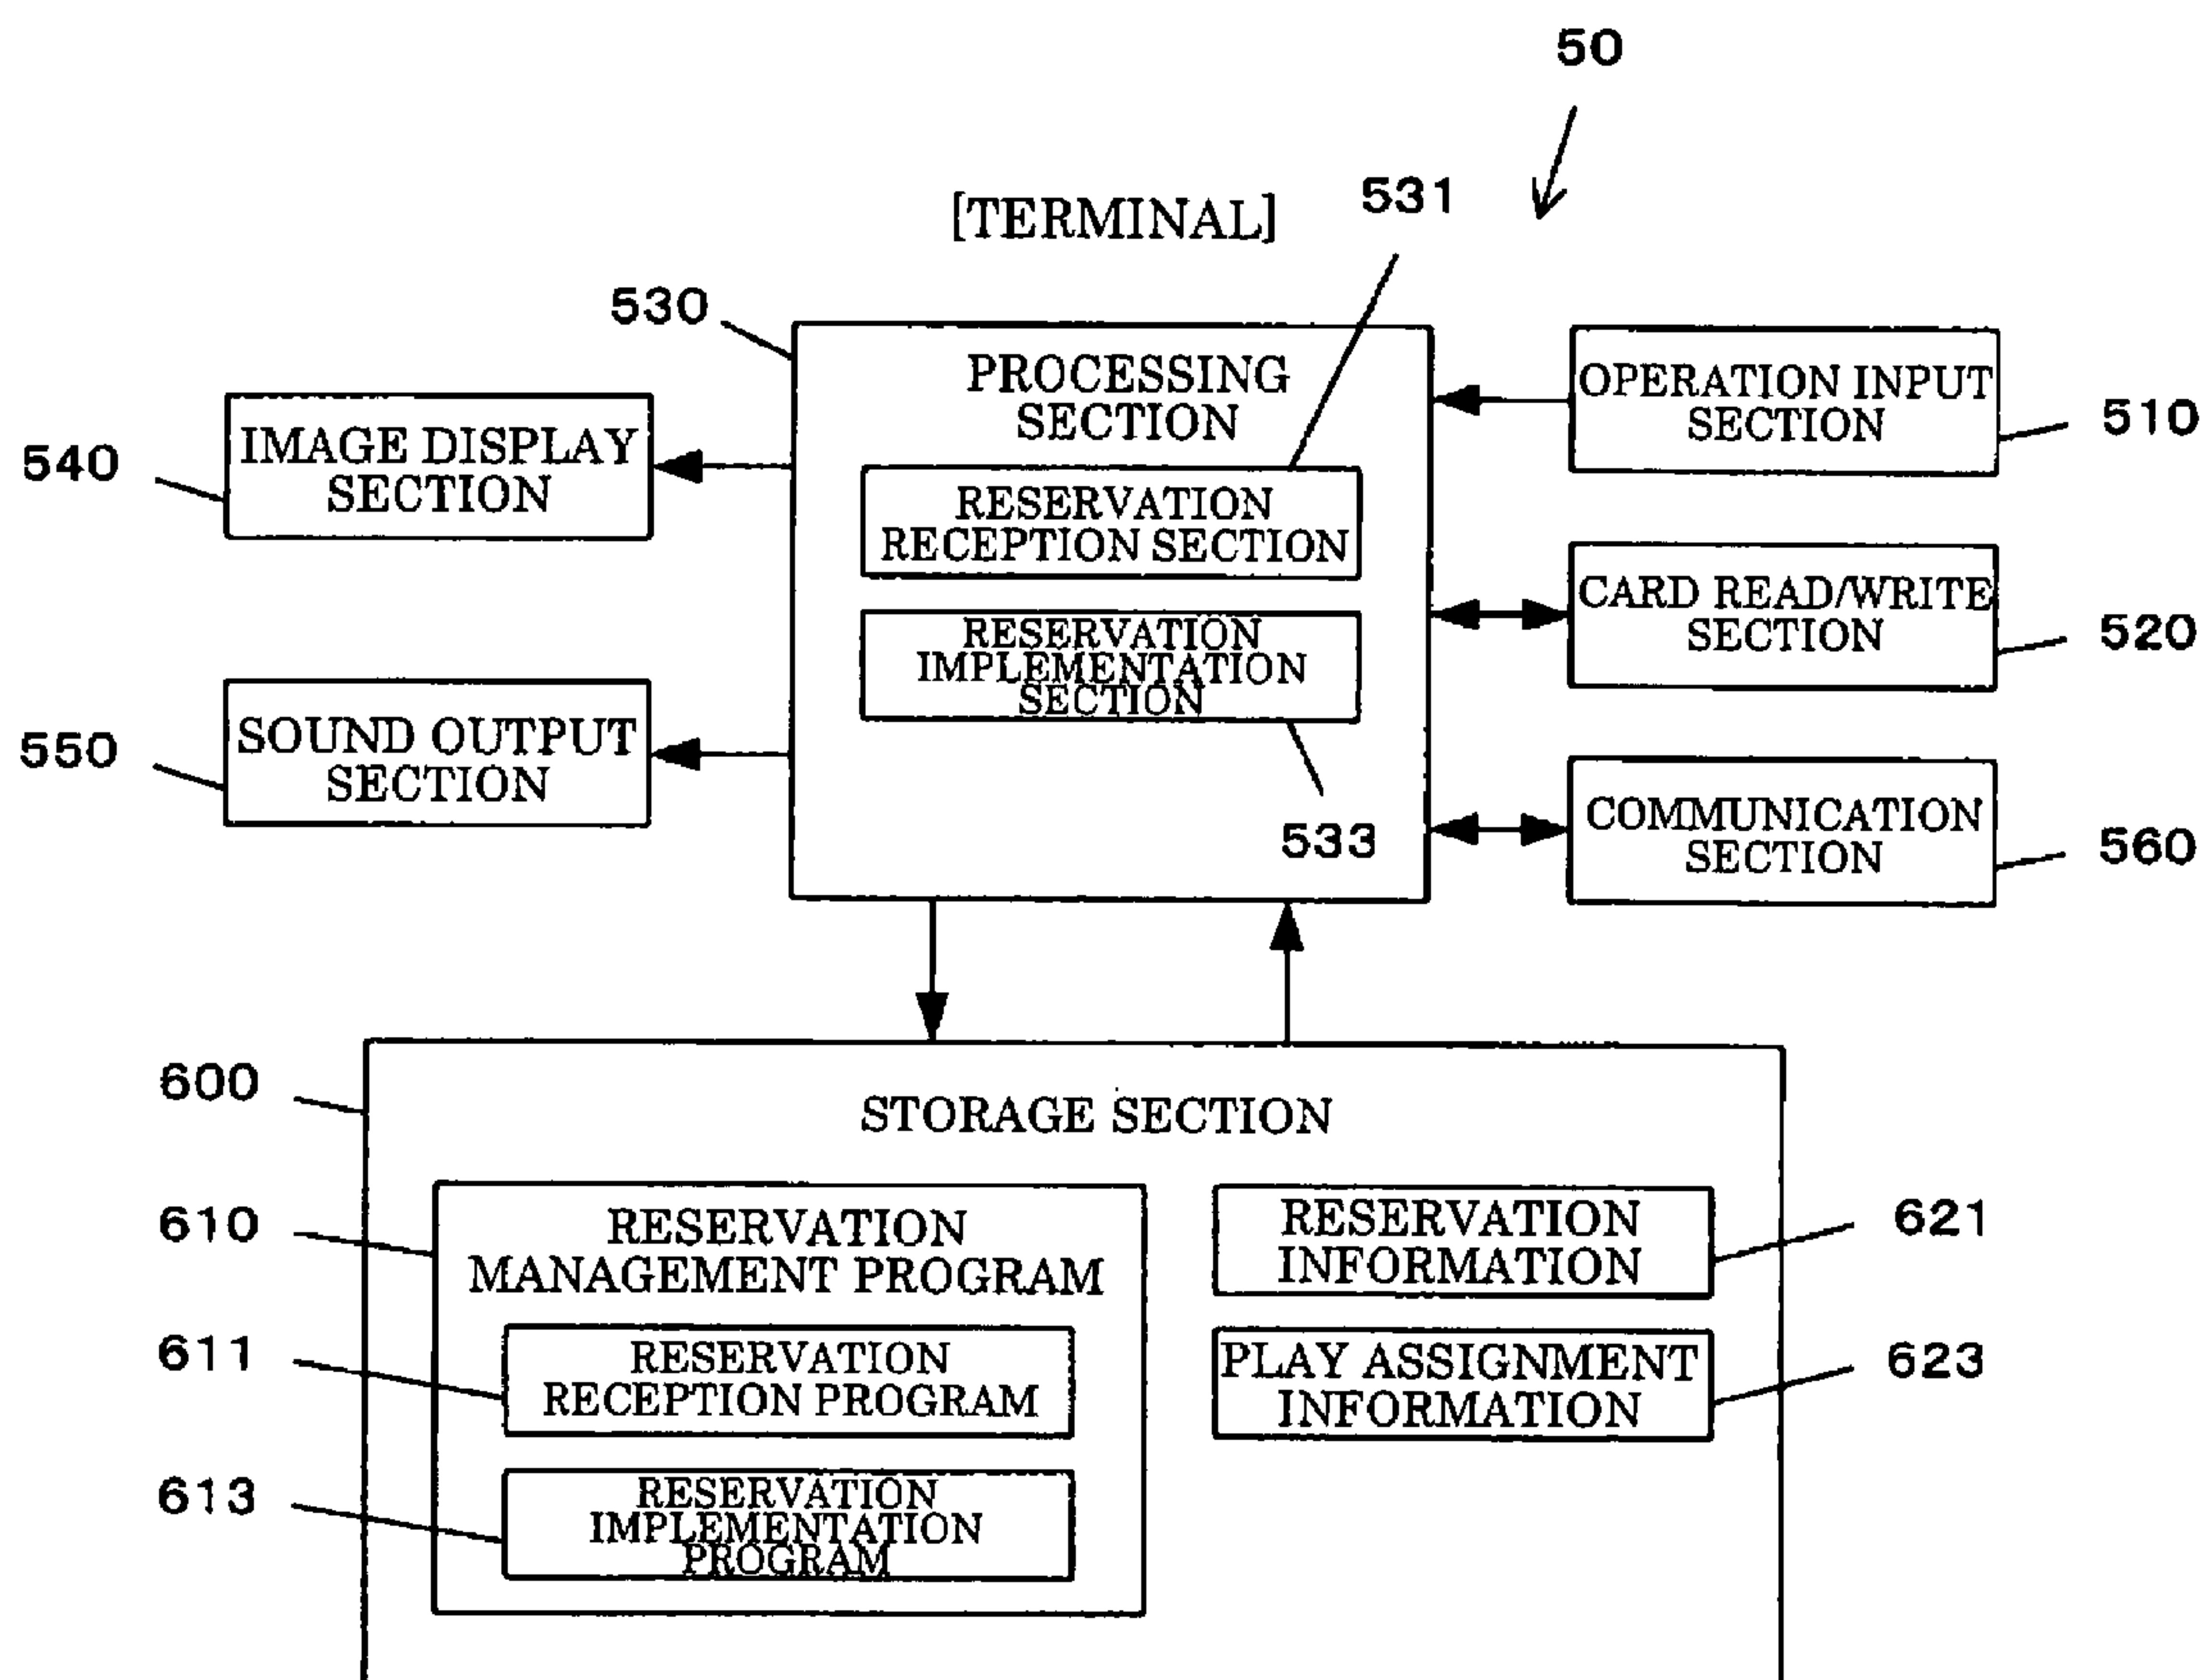 50
[TERMINAL]
531
530
PROCESSING
SECTION
RESERVATION
RECEPTION SECTION
RESERVATION
IMPLEMENTATION
SECTION
533
OPERATION INPUT
SECTION
510
540
IMAGE DISPLAY
SECTION
CARD READ/WRITE
SECTION
520
550
SOUND OUTPUT
SECTION
COMMUNICATION
SECTION
560
600
STORAGE SECTION
610
RESERVATION
MANAGEMENT PROGRAM
611
RESERVATION
RECEPTION PROGRAM
613
RESERVATION
IMPLEMENTATION
PROGRAM
RESERVATION
INFORMATION
621
PLAY ASSIGNMENT
INFORMATION
623